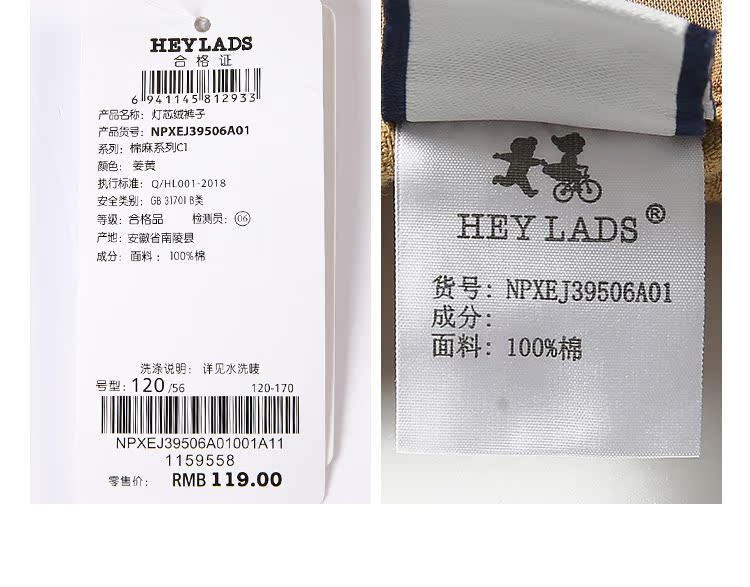 HEYLADS
合格证
6 941145 812933
产品名称: 灯芯绒裤子
产品货号: NPXEJ39506A01
系列: 棉麻系列C1
颜色: 姜黄
执行标准: Q/HL001-2018
安全类别: GB 31701 B类
等级: 合格品 检测员: 06
产地: 安徽省南陵县
成分: 面料: 100%棉
洗涤说明: 详见水洗唛
号型: 120/56 120-170
NPXEJ39506A01001A11
1159558
零售价: RMB 119.00
HEY LADS®
货号: NPXEJ39506A01
成分:
面料: 100%棉